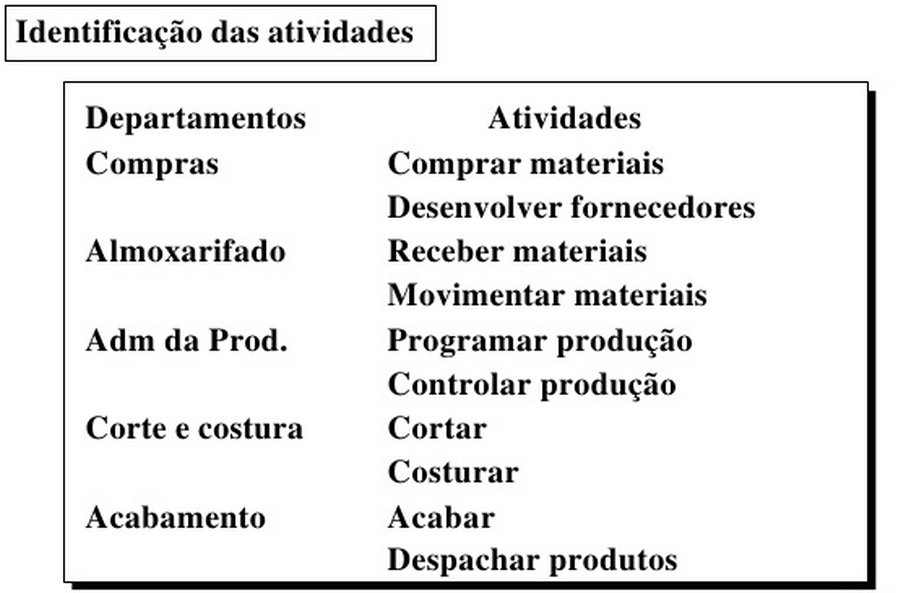 Identificação das atividades
Departamentos Atividades
Compras Comprar materiais
Desenvolver fornecedores
Almoxarifado Receber materiais
Movimentar materiais
Adm da Prod. Programar produção
Controlar produção
Corte e costura Cortar
Costurar
Acabamento Acabar
Despachar produtos